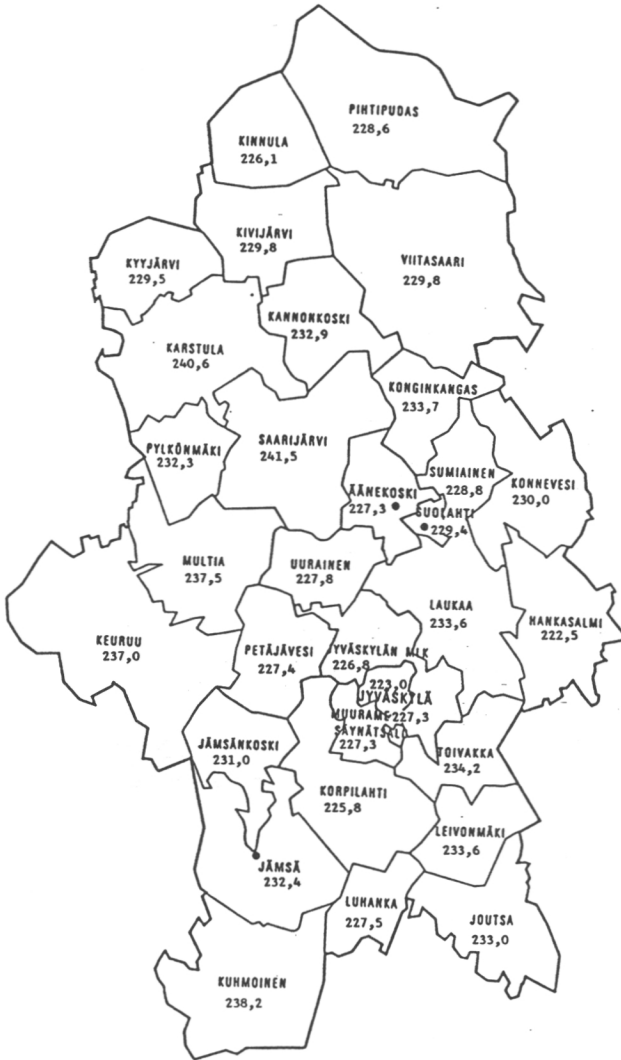 PIHTIPUDAS
228,6
KINNULA
226,1
KIVIJÄRVI
229,8
VIITASAARI
229,8
KYYJÄRVI
229,5
KANNONKOSKI
232,9
KARSTULA
240,6
KONGINKANGAS
233,7
SAARIJÄRVI
241,5
PYLKÖNMÄKI
232,3
SUMIAINEN
228,8
KONNEVESI
230,0
ÄÄNEKOSKI
227,3
SUOLAHTI
229,4
MULTIA
237,5
UURAINEN
227,8
LAUKAA
233,6
HANKASALMI
222,5
KEURUU
237,0
PETÄJÄVESI
227,4
JYVÄSKYLÄN MLK
226,8
223,0
JYVÄSKYLÄ
MUURAME
227,3
SÄYNÄTSALO
227,3
JÄMSÄNKOSKI
231,0
TOIVAKKA
234,2
KORPILAHTI
225,8
LEIVONMÄKI
233,6
JÄMSÄ
232,4
LUHANKA
227,5
JOUTSA
233,0
KUHMOINEN
238,2